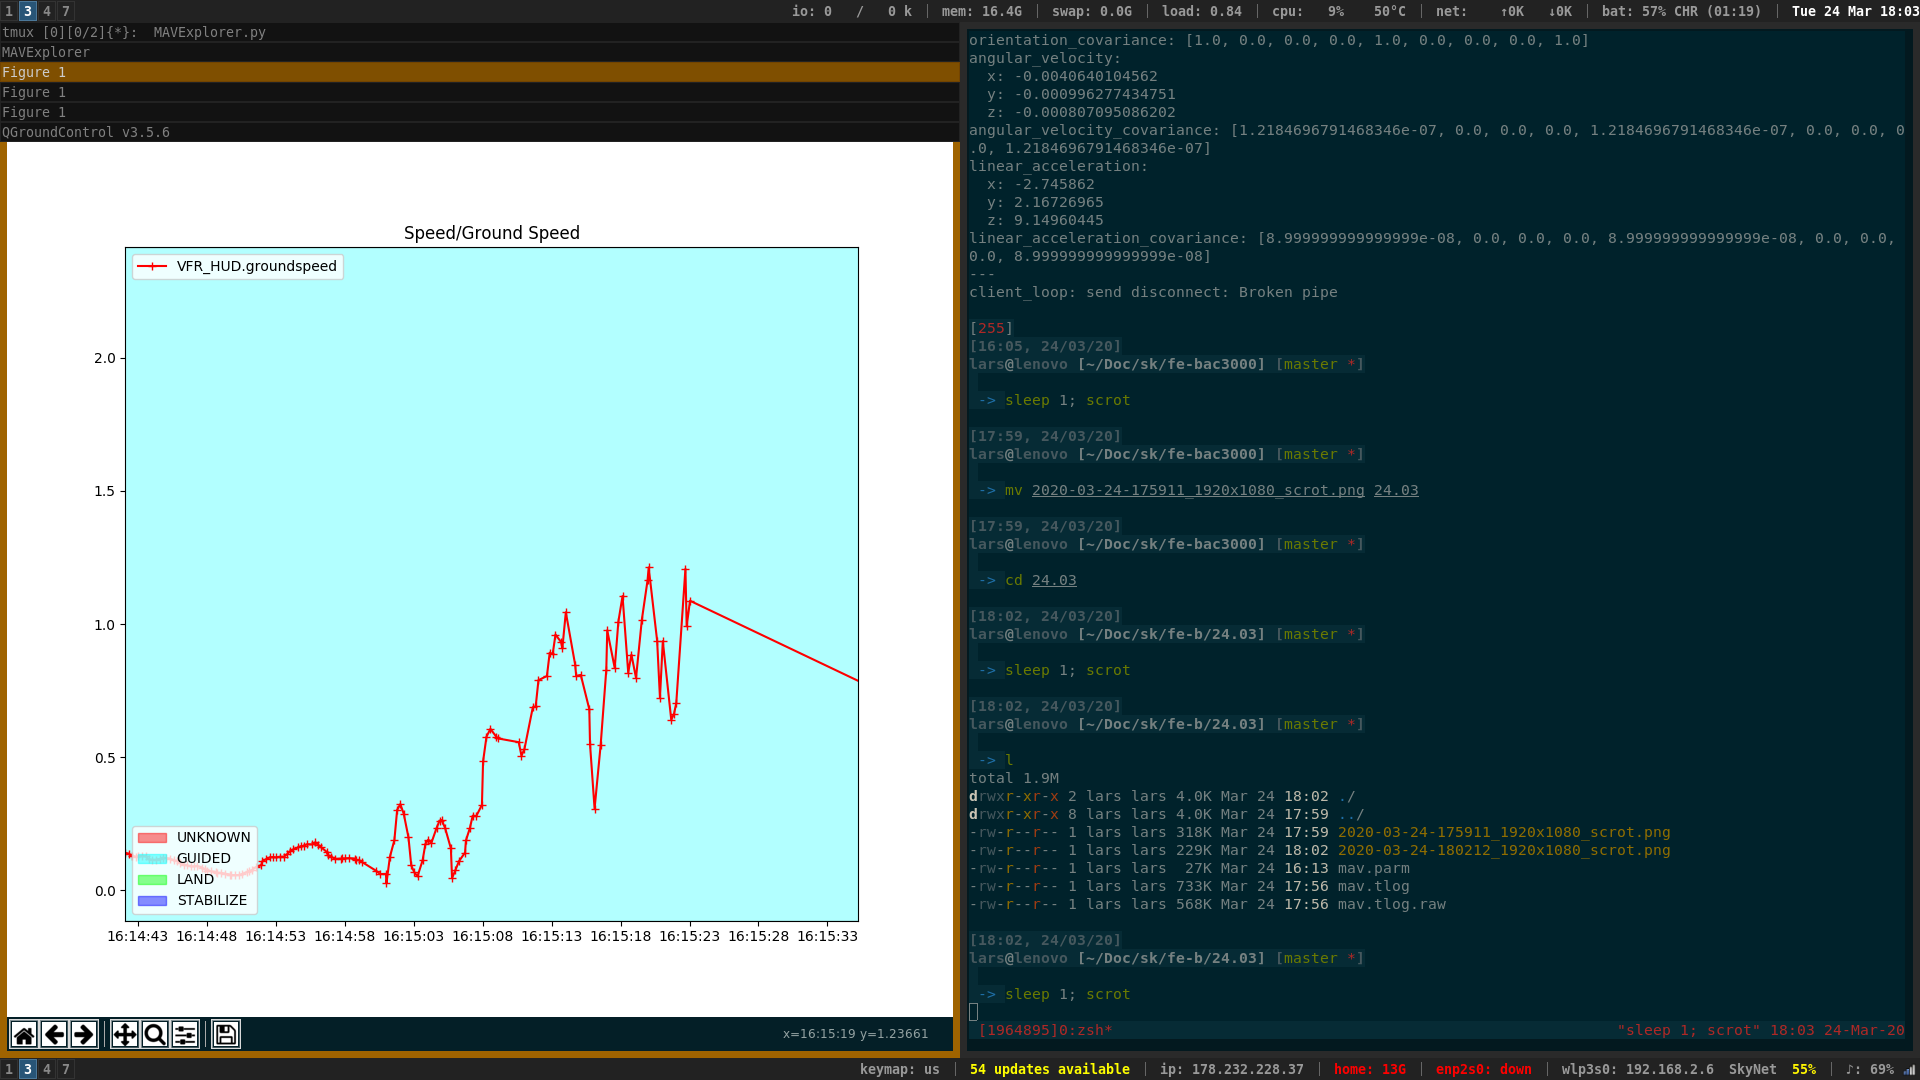 1 3 4 7
io: 0 / 0 k | mem: 16.4G | swap: 0.0G | load: 0.84 | cpu: 9% 50°C | net: ↑0K ↓0K | bat: 57% CHR (01:19) | Tue 24 Mar 18:03
tmux [0][0/2]{*}: MAVExplorer.py
MAVExplorer
Figure 1
Figure 1
Figure 1
QGroundControl v3.5.6
Speed/Ground Speed
VFR_HUD.groundspeed
2.0
1.5
1.0
0.5
0.0
UNKNOWN
GUIDED
LAND
STABILIZE
16:14:43 16:14:48 16:14:53 16:14:58 16:15:03 16:15:08 16:15:13 16:15:18 16:15:23 16:15:28 16:15:33
x=16:15:19 y=1.23661
orientation_covariance: [1.0, 0.0, 0.0, 0.0, 1.0, 0.0, 0.0, 0.0, 1.0]
angular_velocity:
x: -0.0040640104562
y: -0.000996277434751
z: -0.000807095086202
angular_velocity_covariance: [1.2184696791468346e-07, 0.0, 0.0, 0.0, 1.2184696791468346e-07, 0.0, 0.0, 0
.0, 1.2184696791468346e-07]
linear_acceleration:
x: -2.745862
y: 2.16726965
z: 9.14960445
linear_acceleration_covariance: [8.999999999999999e-08, 0.0, 0.0, 0.0, 8.999999999999999e-08, 0.0, 0.0,
0.0, 8.999999999999999e-08]
---
client_loop: send disconnect: Broken pipe
[255]
[16:05, 24/03/20]
lars@lenovo [~/Doc/sk/fe-bac3000] [master *]
-> sleep 1; scrot
[17:59, 24/03/20]
lars@lenovo [~/Doc/sk/fe-bac3000] [master *]
-> mv 2020-03-24-175911_1920x1080_scrot.png 24.03
[17:59, 24/03/20]
lars@lenovo [~/Doc/sk/fe-bac3000] [master *]
-> cd 24.03
[18:02, 24/03/20]
lars@lenovo [~/Doc/sk/fe-b/24.03] [master *]
-> sleep 1; scrot
[18:02, 24/03/20]
lars@lenovo [~/Doc/sk/fe-b/24.03] [master *]
-> l
total 1.9M
drwxr-xr-x 2 lars lars 4.0K Mar 24 18:02 ./
drwxr-xr-x 8 lars lars 4.0K Mar 24 17:59 ../
-rw-r--r-- 1 lars lars 318K Mar 24 17:59 2020-03-24-175911_1920x1080_scrot.png
-rw-r--r-- 1 lars lars 229K Mar 24 18:02 2020-03-24-180212_1920x1080_scrot.png
-rw-r--r-- 1 lars lars 27K Mar 24 16:13 mav.parm
-rw-r--r-- 1 lars lars 733K Mar 24 17:56 mav.tlog
-rw-r--r-- 1 lars lars 568K Mar 24 17:56 mav.tlog.raw
[18:02, 24/03/20]
lars@lenovo [~/Doc/sk/fe-b/24.03] [master *]
-> sleep 1; scrot
[1964895]0:zsh* "sleep 1; scrot" 18:03 24-Mar-20
1 3 4 7
keymap: us | 54 updates available | ip: 178.232.228.37 | home: 13G | enp2s0: down | wlp3s0: 192.168.2.6 SkyNet 55% | ♪: 69%